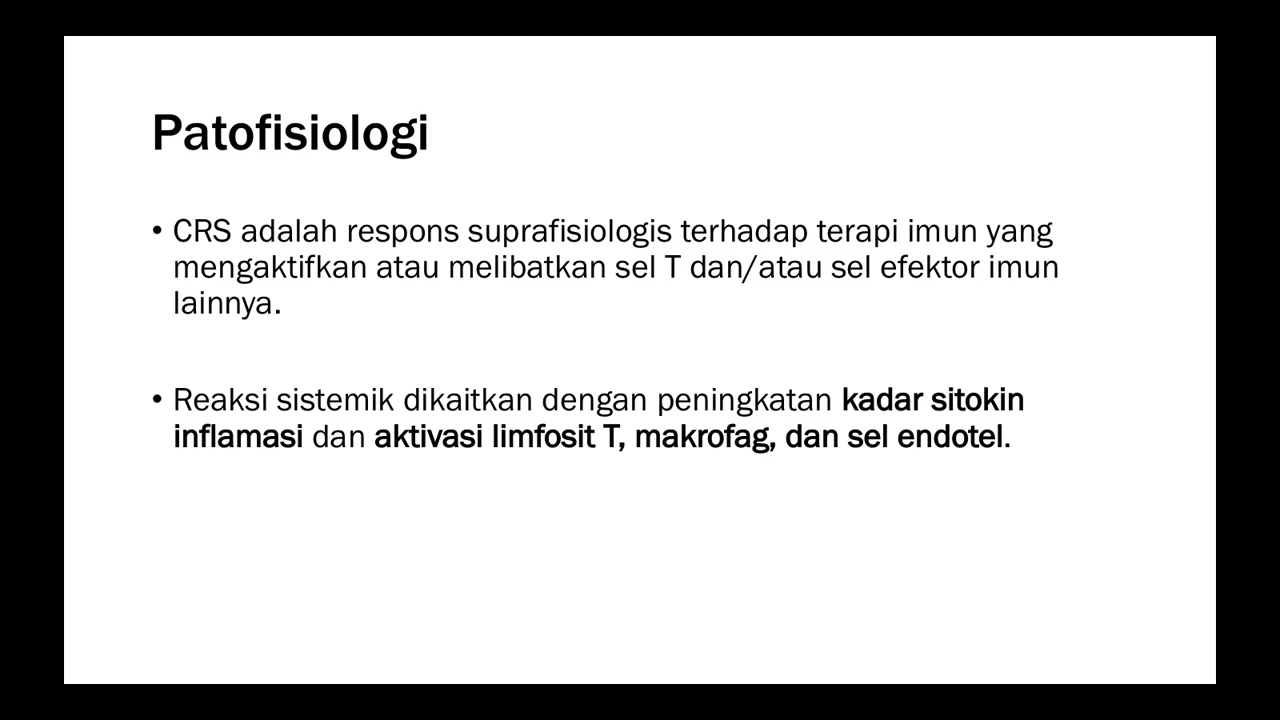 Patofisiologi
• CRS adalah respons suprafisiologis terhadap terapi imun yang
mengaktifkan atau melibatkan sel T dan/atau sel efektor imun
lainnya.
• Reaksi sistemik dikaitkan dengan peningkatan kadar sitokin
inflamasi dan aktivasi limfosit T, makrofag, dan sel endotel.